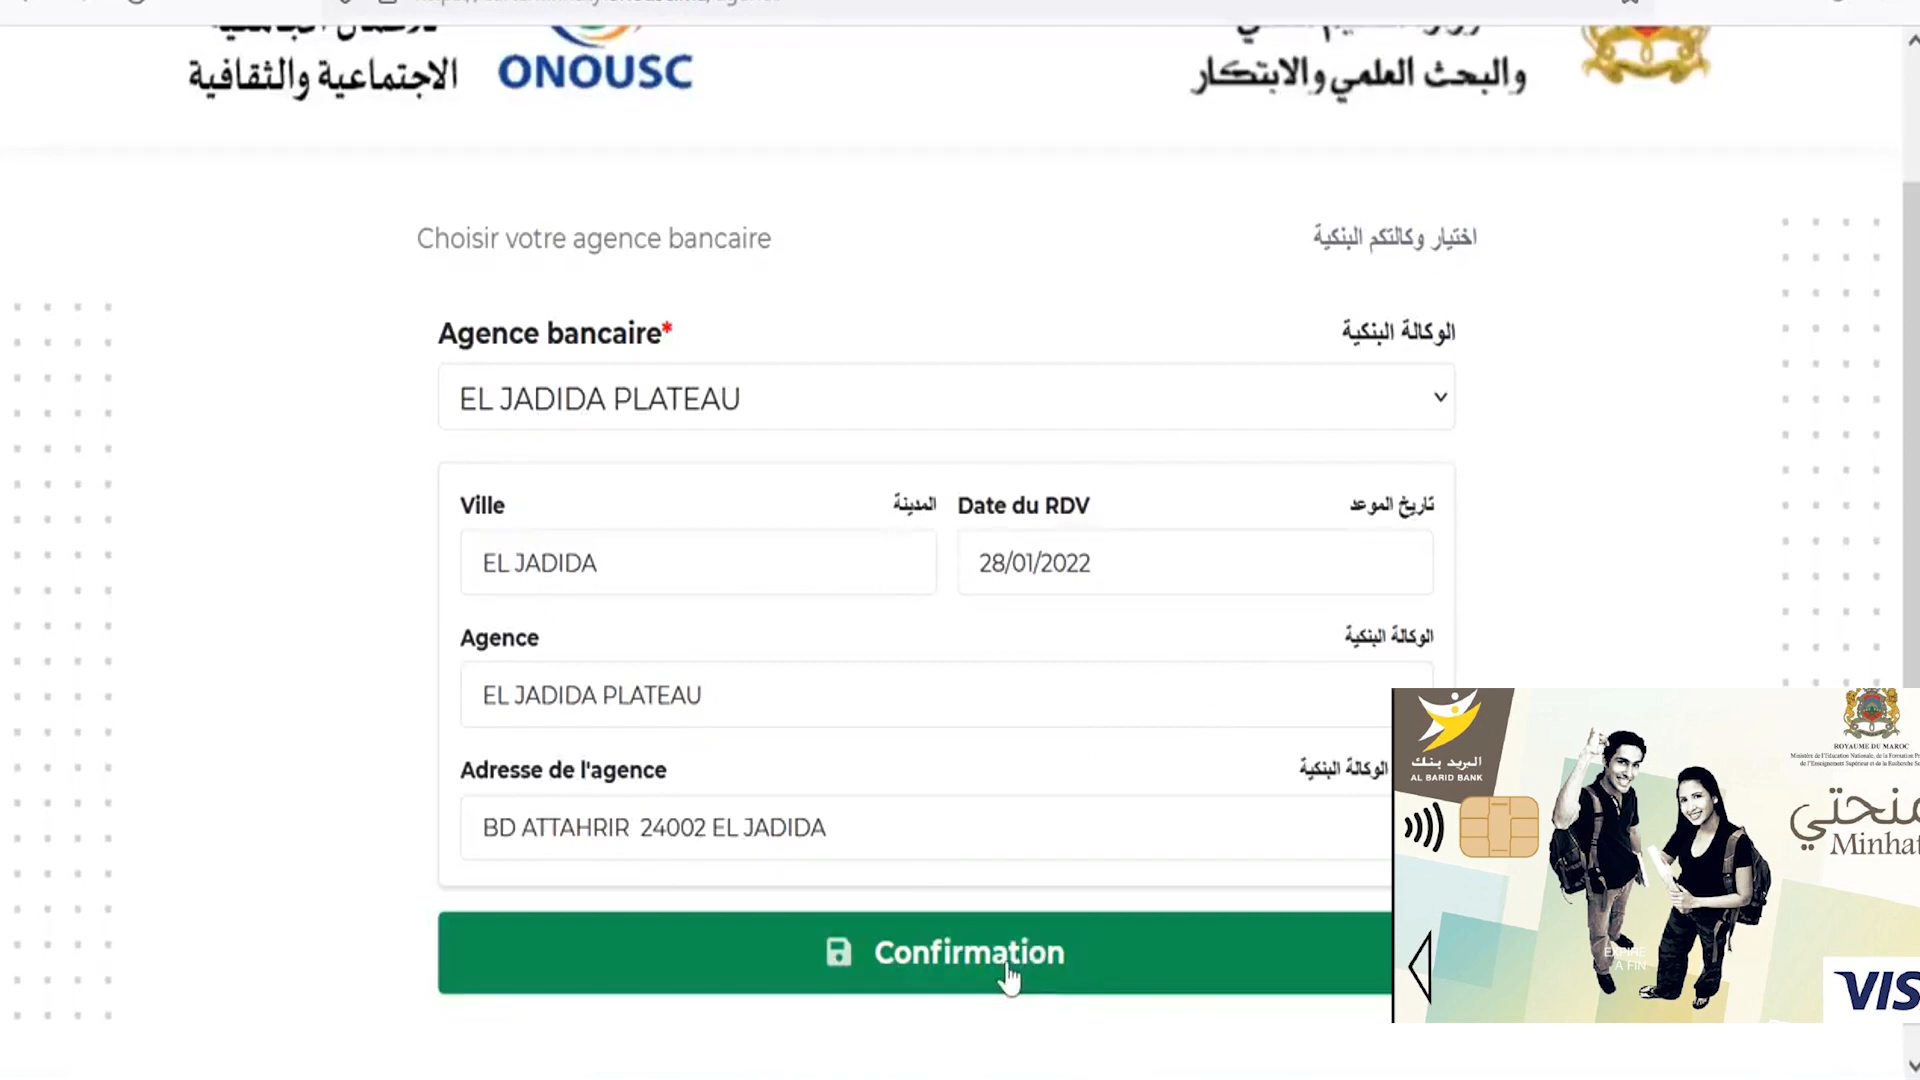 الاجتماعية والثقافية
ONOUSC
والبحث العلمي والابتكار
Choisir votre agence bancaire
اختيار وكالتكم البنكية
Agence bancaire*
الوكالة البنكية
EL JADIDA PLATEAU
Ville
المدينة
Date du RDV
تاريخ الموعد
EL JADIDA
28/01/2022
Agence
الوكالة البنكية
EL JADIDA PLATEAU
Adresse de l'agence
الوكالة البنكية
BD ATTAHRIR 24002 EL JADIDA
Confirmation
البريد بنك
AL BARID BANK
ROYAUME DU MAROC
منحتي
Minhat
EXPIRE
A FIN
VIS